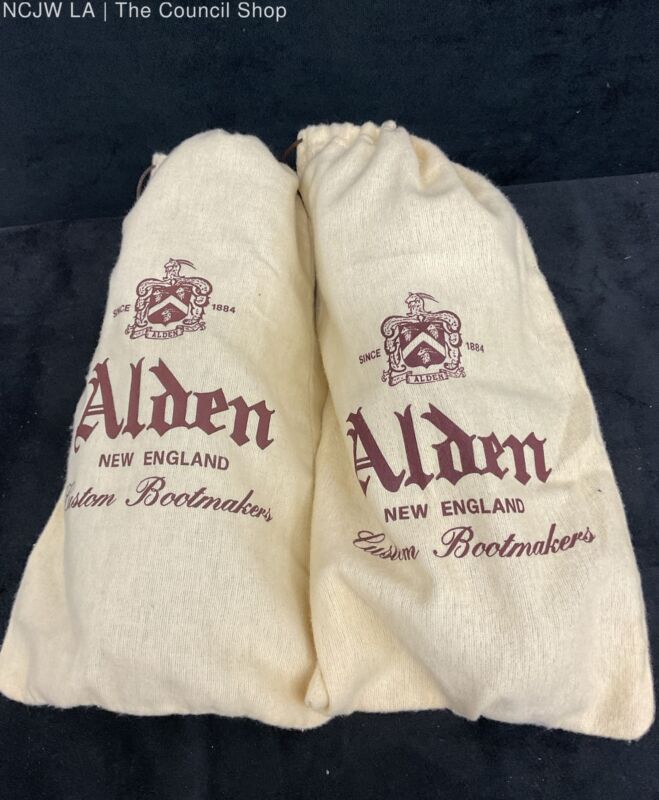 NCJW LA | The Council Shop
SINCE 1884
ALDEN
Alden
NEW ENGLAND
Custom Bootmakers
SINCE 1884
ALDEN
Alden
NEW ENGLAND
Custom Bootmakers